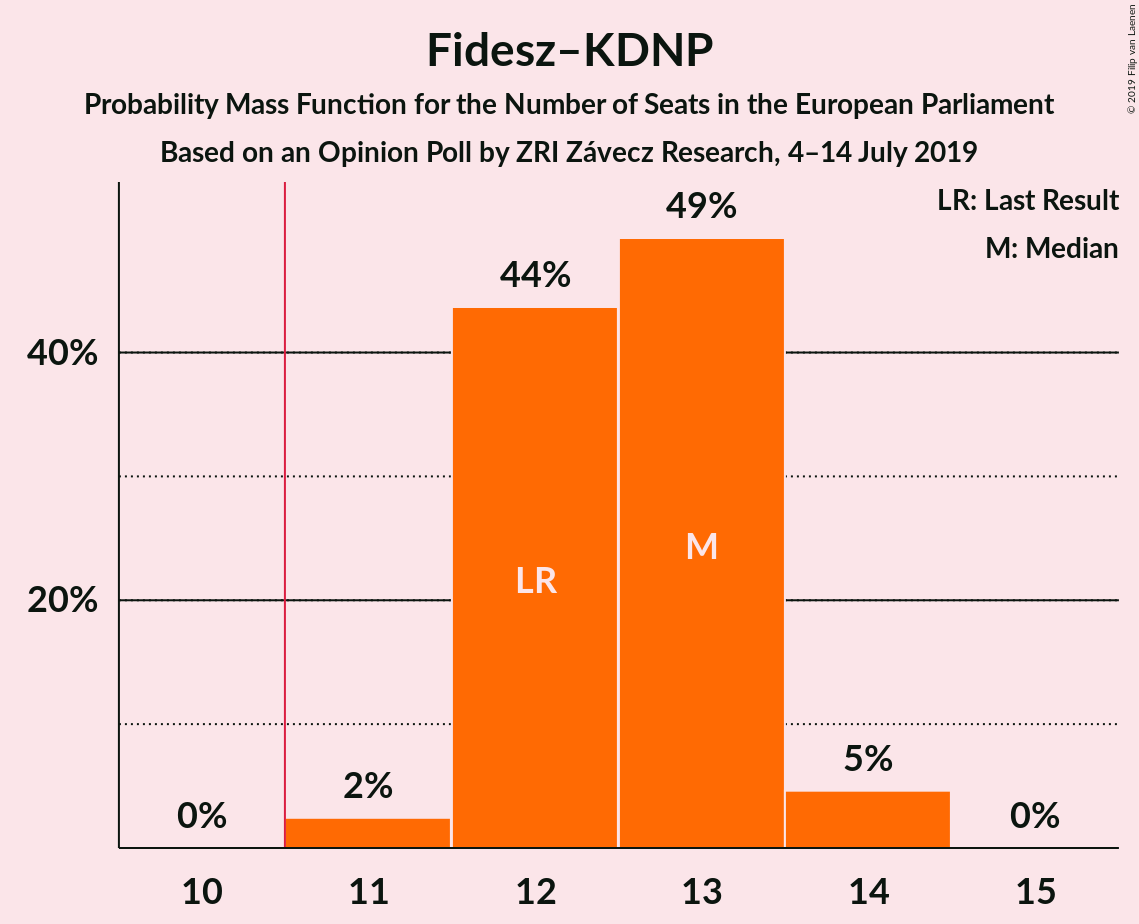 Fidesz–KDNP
Probability Mass Function for the Number of Seats in the European Parliament
Based on an Opinion Poll by ZRI Závecz Research, 4–14 July 2019
© 2019 Filip van Laenen
LR: Last Result
M: Median
49%
44%
40%
M
LR
20%
5%
2%
0%
0%
10 11 12 13 14 15